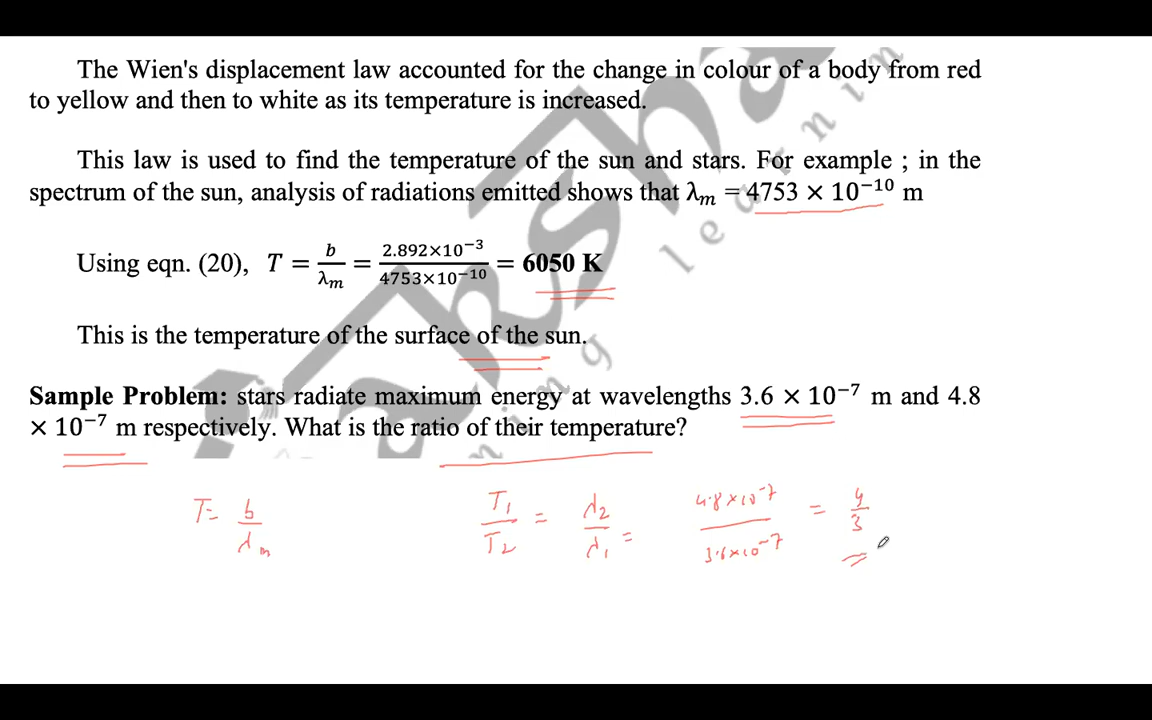 The Wien's displacement law accounted for the change in colour of a body from red
to yellow and then to white as its temperature is increased.
This law is used to find the temperature of the sun and stars. For example ; in the
spectrum of the sun, analysis of radiations emitted shows that λₘ = 4753 × 10⁻¹⁰ m
Using eqn. (20), T = b/λₘ = 2.892×10⁻³/4753×10⁻¹⁰ = 6050 K
This is the temperature of the surface of the sun.
Sample Problem: stars radiate maximum energy at wavelengths 3.6 × 10⁻⁷ m and 4.8
× 10⁻⁷ m respectively. What is the ratio of their temperature?
T= b/λₘ T₁/T₂ = λ₂/λ₁ = 4.8×10⁻⁷/3.6×10⁻⁷ = 4/3